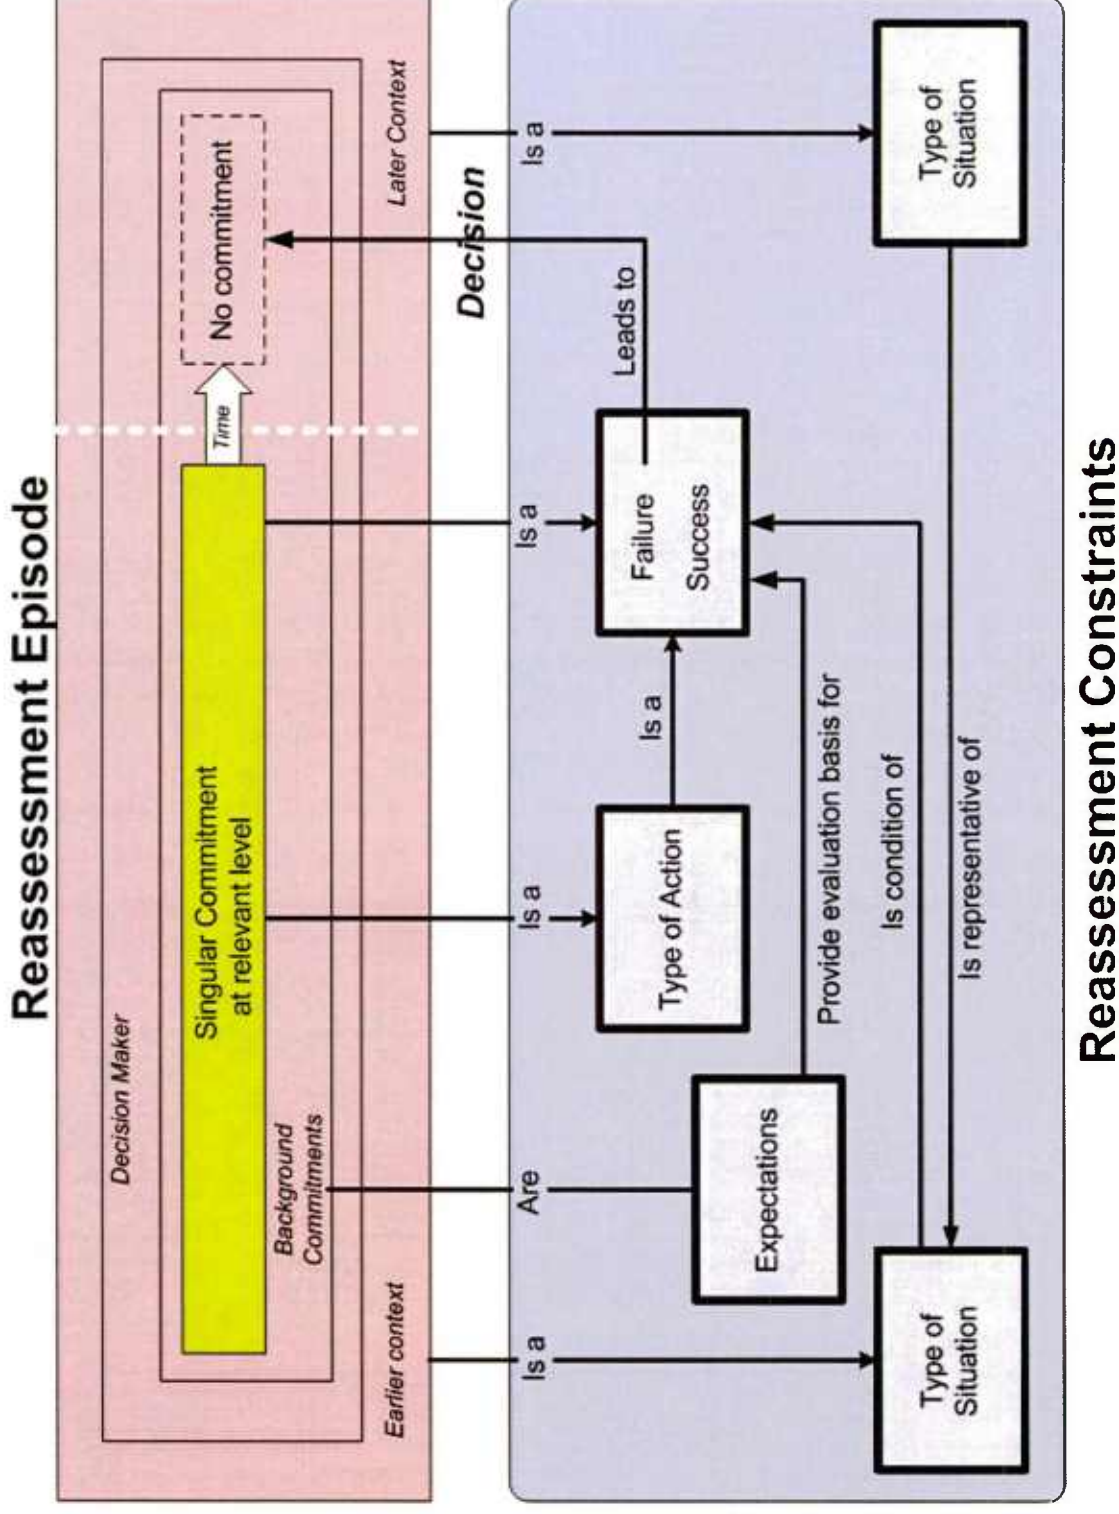 Reassessment Episode
Decision Maker
Singular Commitment
at relevant level
Time
No commitment
Background
Commitments
Earlier context
Later Context
Decision
Is a
Are
Is a
Is a
Is a
Type of Action
Is a
Failure
Success
Leads to
Expectations
Provide evaluation basis for
Is condition of
Type of
Situation
Is representative of
Type of
Situation
Reassessment Constraints